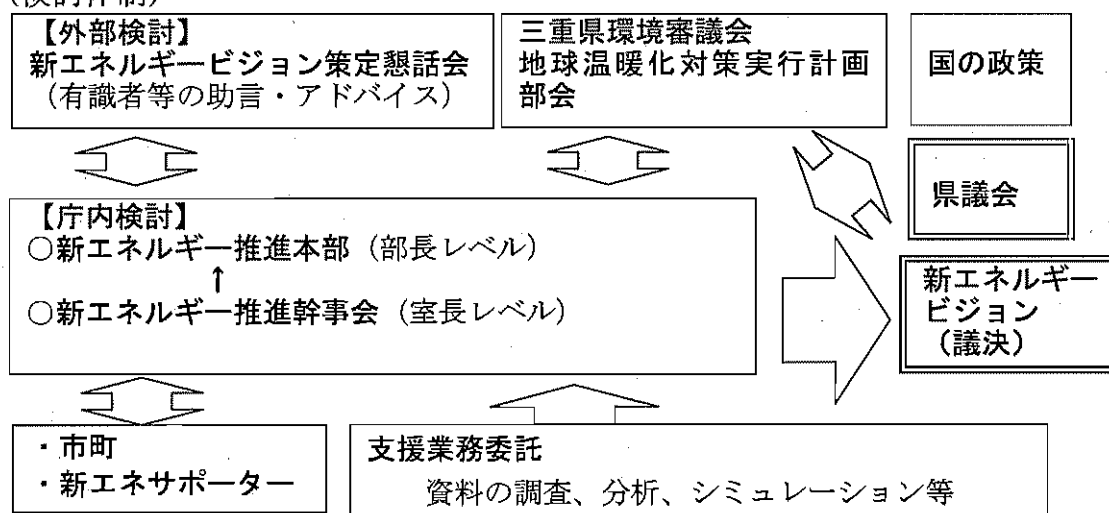 （検討体制）
【外部検討】
新エネルギービジョン策定懇話会
（有識者等の助言・アドバイス）
三重県環境審議会
地球温暖化対策実行計画
部会
国の政策
県議会
【庁内検討】
○新エネルギー推進本部（部長レベル）
↑
○新エネルギー推進幹事会（室長レベル）
新エネルギー
ビジョン
（議決）
・市町
・新エネサポーター
支援業務委託
資料の調査、分析、シミュレーション等